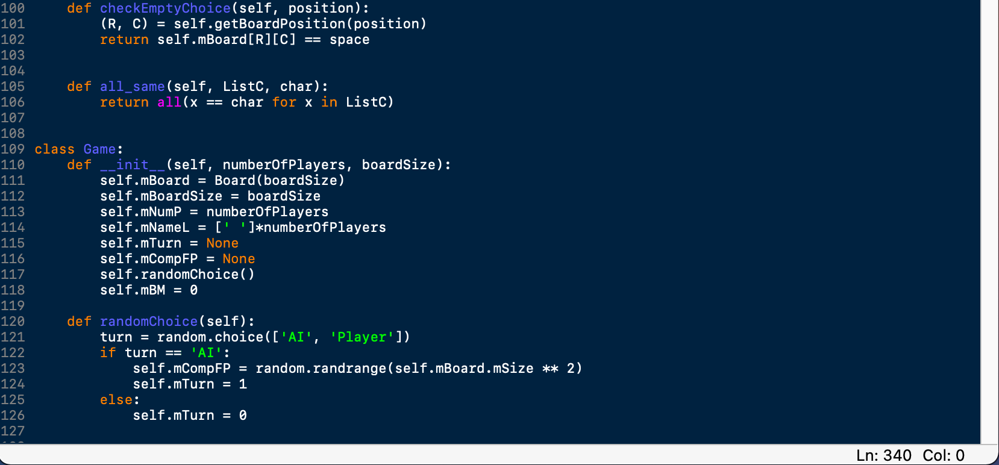 100     def checkEmptyChoice(self, position):
101         (R, C) = self.getBoardPosition(position)
102         return self.mBoard[R][C] == space
103
104
105     def all_same(self, ListC, char):
106         return all(x == char for x in ListC)
107
108
109 class Game:
110     def __init__(self, numberOfPlayers, boardSize):
111         self.mBoard = Board(boardSize)
112         self.mBoardSize = boardSize
113         self.mNumP = numberOfPlayers
114         self.mNameL = [' ']*numberOfPlayers
115         self.mTurn = None
116         self.mCompFP = None
117         self.randomChoice()
118         self.mBM = 0
119
120     def randomChoice(self):
121         turn = random.choice(['AI', 'Player'])
122         if turn == 'AI':
123             self.mCompFP = random.randrange(self.mBoard.mSize ** 2)
124             self.mTurn = 1
125         else:
126             self.mTurn = 0
127
Ln: 340  Col: 0